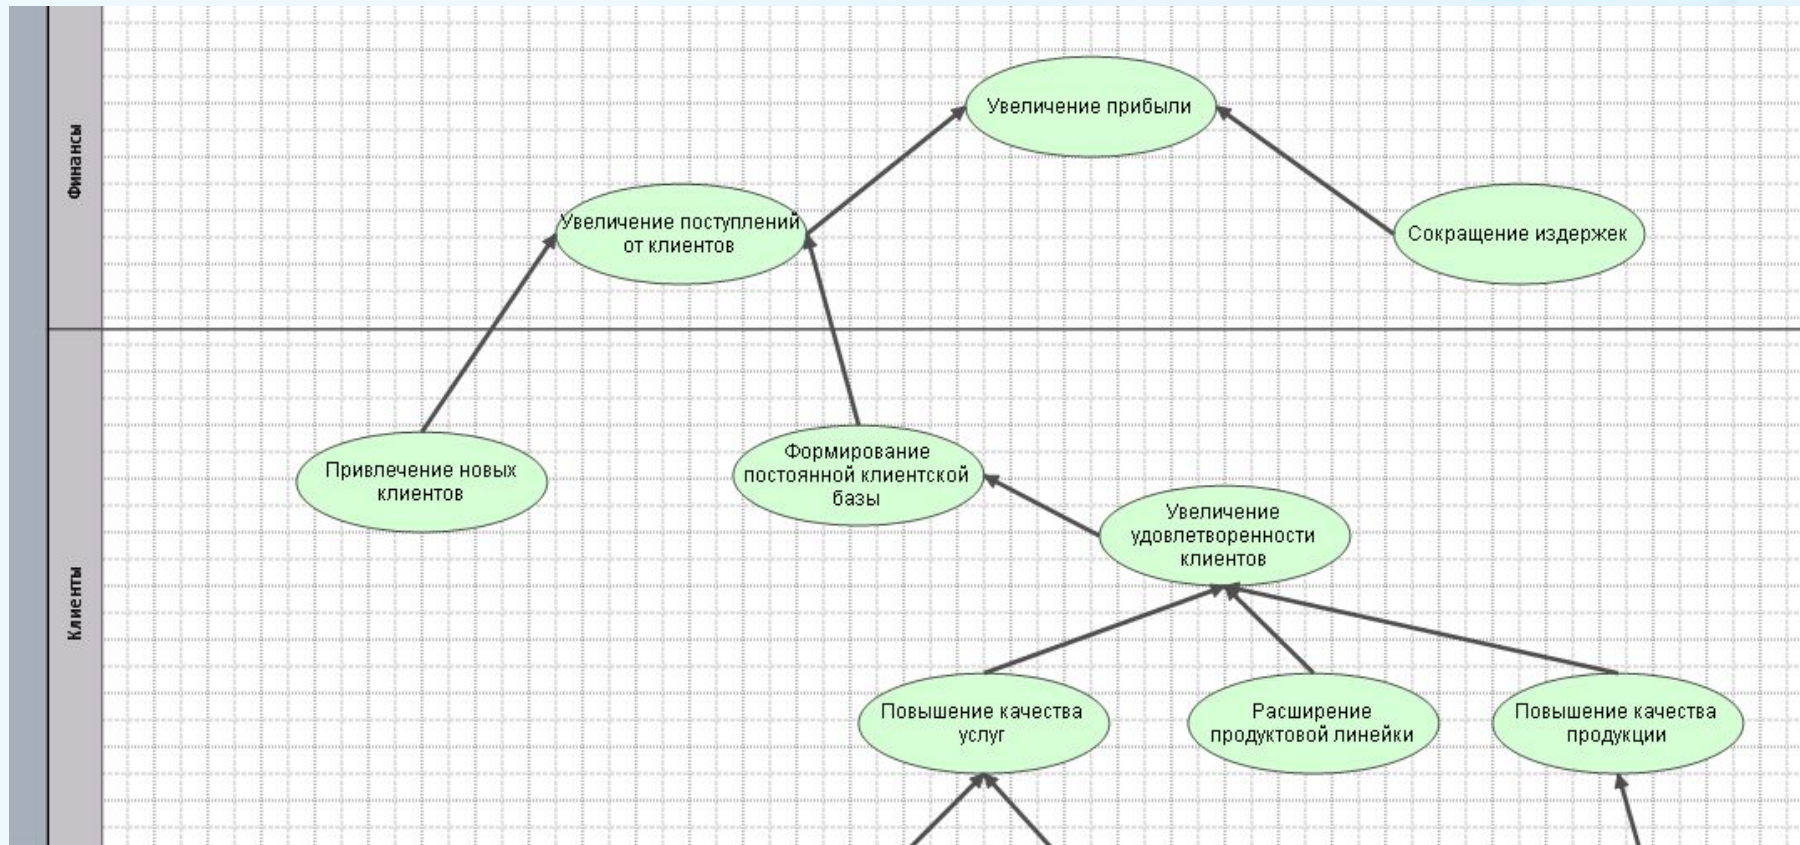 Финансы
Увеличение прибыли
Увеличение поступлений
от клиентов
Сокращение издержек
Клиенты
Привлечение новых
клиентов
Формирование
постоянной клиентской
базы
Увеличение
удовлетворенности
клиентов
Повышение качества
услуг
Расширение
продуктовой линейки
Повышение качества
продукции